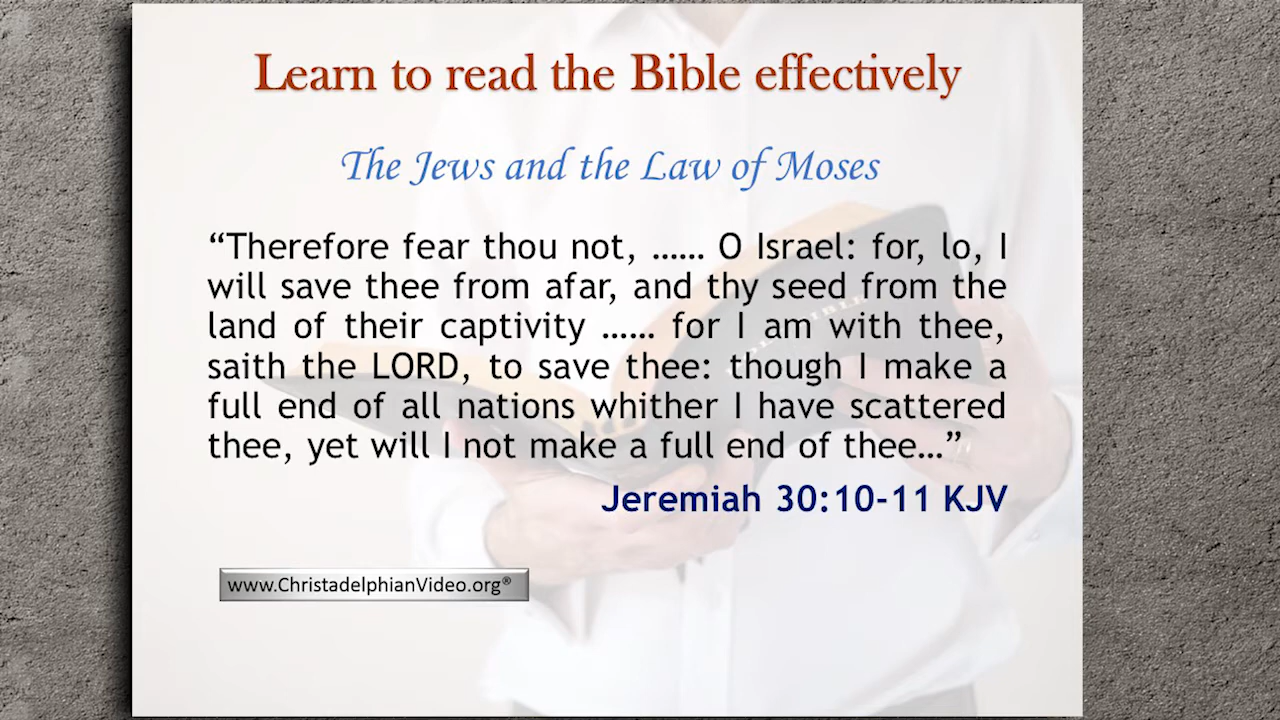 Learn to read the Bible effectively
The Jews and the Law of Moses
“Therefore fear thou not, …… O Israel: for, lo, I
will save thee from afar, and thy seed from the
land of their captivity …… for I am with thee,
saith the LORD, to save thee: though I make a
full end of all nations whither I have scattered
thee, yet will I not make a full end of thee…”
Jeremiah 30:10-11 KJV
www.ChristadelphianVideo.org®